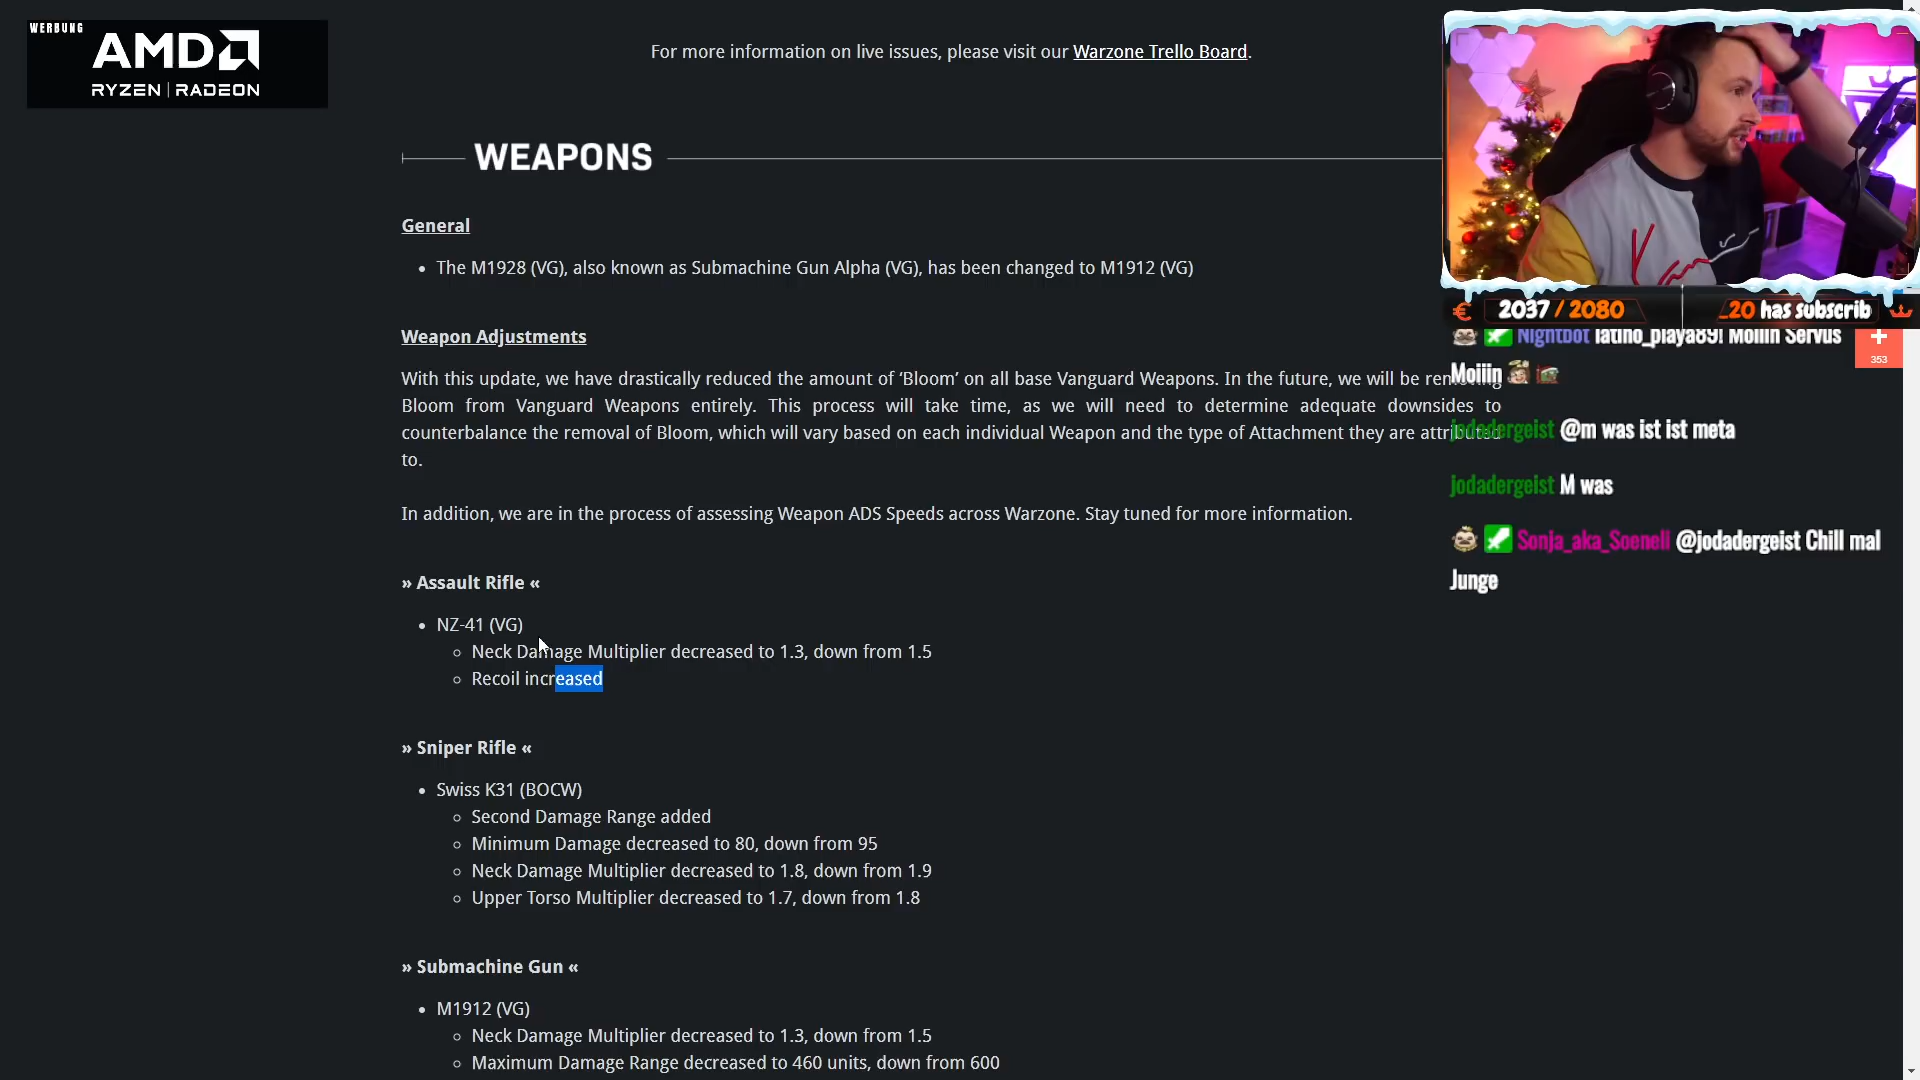 WERBUNG
AMD
RYZEN | RADEON
For more information on live issues, please visit our Warzone Trello Board.
WEAPONS
General
• The M1928 (VG), also known as Submachine Gun Alpha (VG), has been changed to M1912 (VG)
Weapon Adjustments
With this update, we have drastically reduced the amount of ‘Bloom’ on all base Vanguard Weapons. In the future, we will be removing
Bloom from Vanguard Weapons entirely. This process will take time, as we will need to determine adequate downsides to
counterbalance the removal of Bloom, which will vary based on each individual Weapon and the type of Attachment they are attributed
to.
In addition, we are in the process of assessing Weapon ADS Speeds across Warzone. Stay tuned for more information.
» Assault Rifle «
• NZ-41 (VG)
◦ Neck Damage Multiplier decreased to 1.3, down from 1.5
◦ Recoil increased
» Sniper Rifle «
• Swiss K31 (BOCW)
◦ Second Damage Range added
◦ Minimum Damage decreased to 80, down from 95
◦ Neck Damage Multiplier decreased to 1.8, down from 1.9
◦ Upper Torso Multiplier decreased to 1.7, down from 1.8
» Submachine Gun «
• M1912 (VG)
◦ Neck Damage Multiplier decreased to 1.3, down from 1.5
◦ Maximum Damage Range decreased to 460 units, down from 600
€ 2037 / 2080
_20 has subscrib
Nightbot latino_playa89! Moiiin Servus
Moiiin
jodadergeist @m was ist ist meta
jodadergeist M was
Sonja_aka_Soenell @jodadergeist Chill mal
Junge
+
353